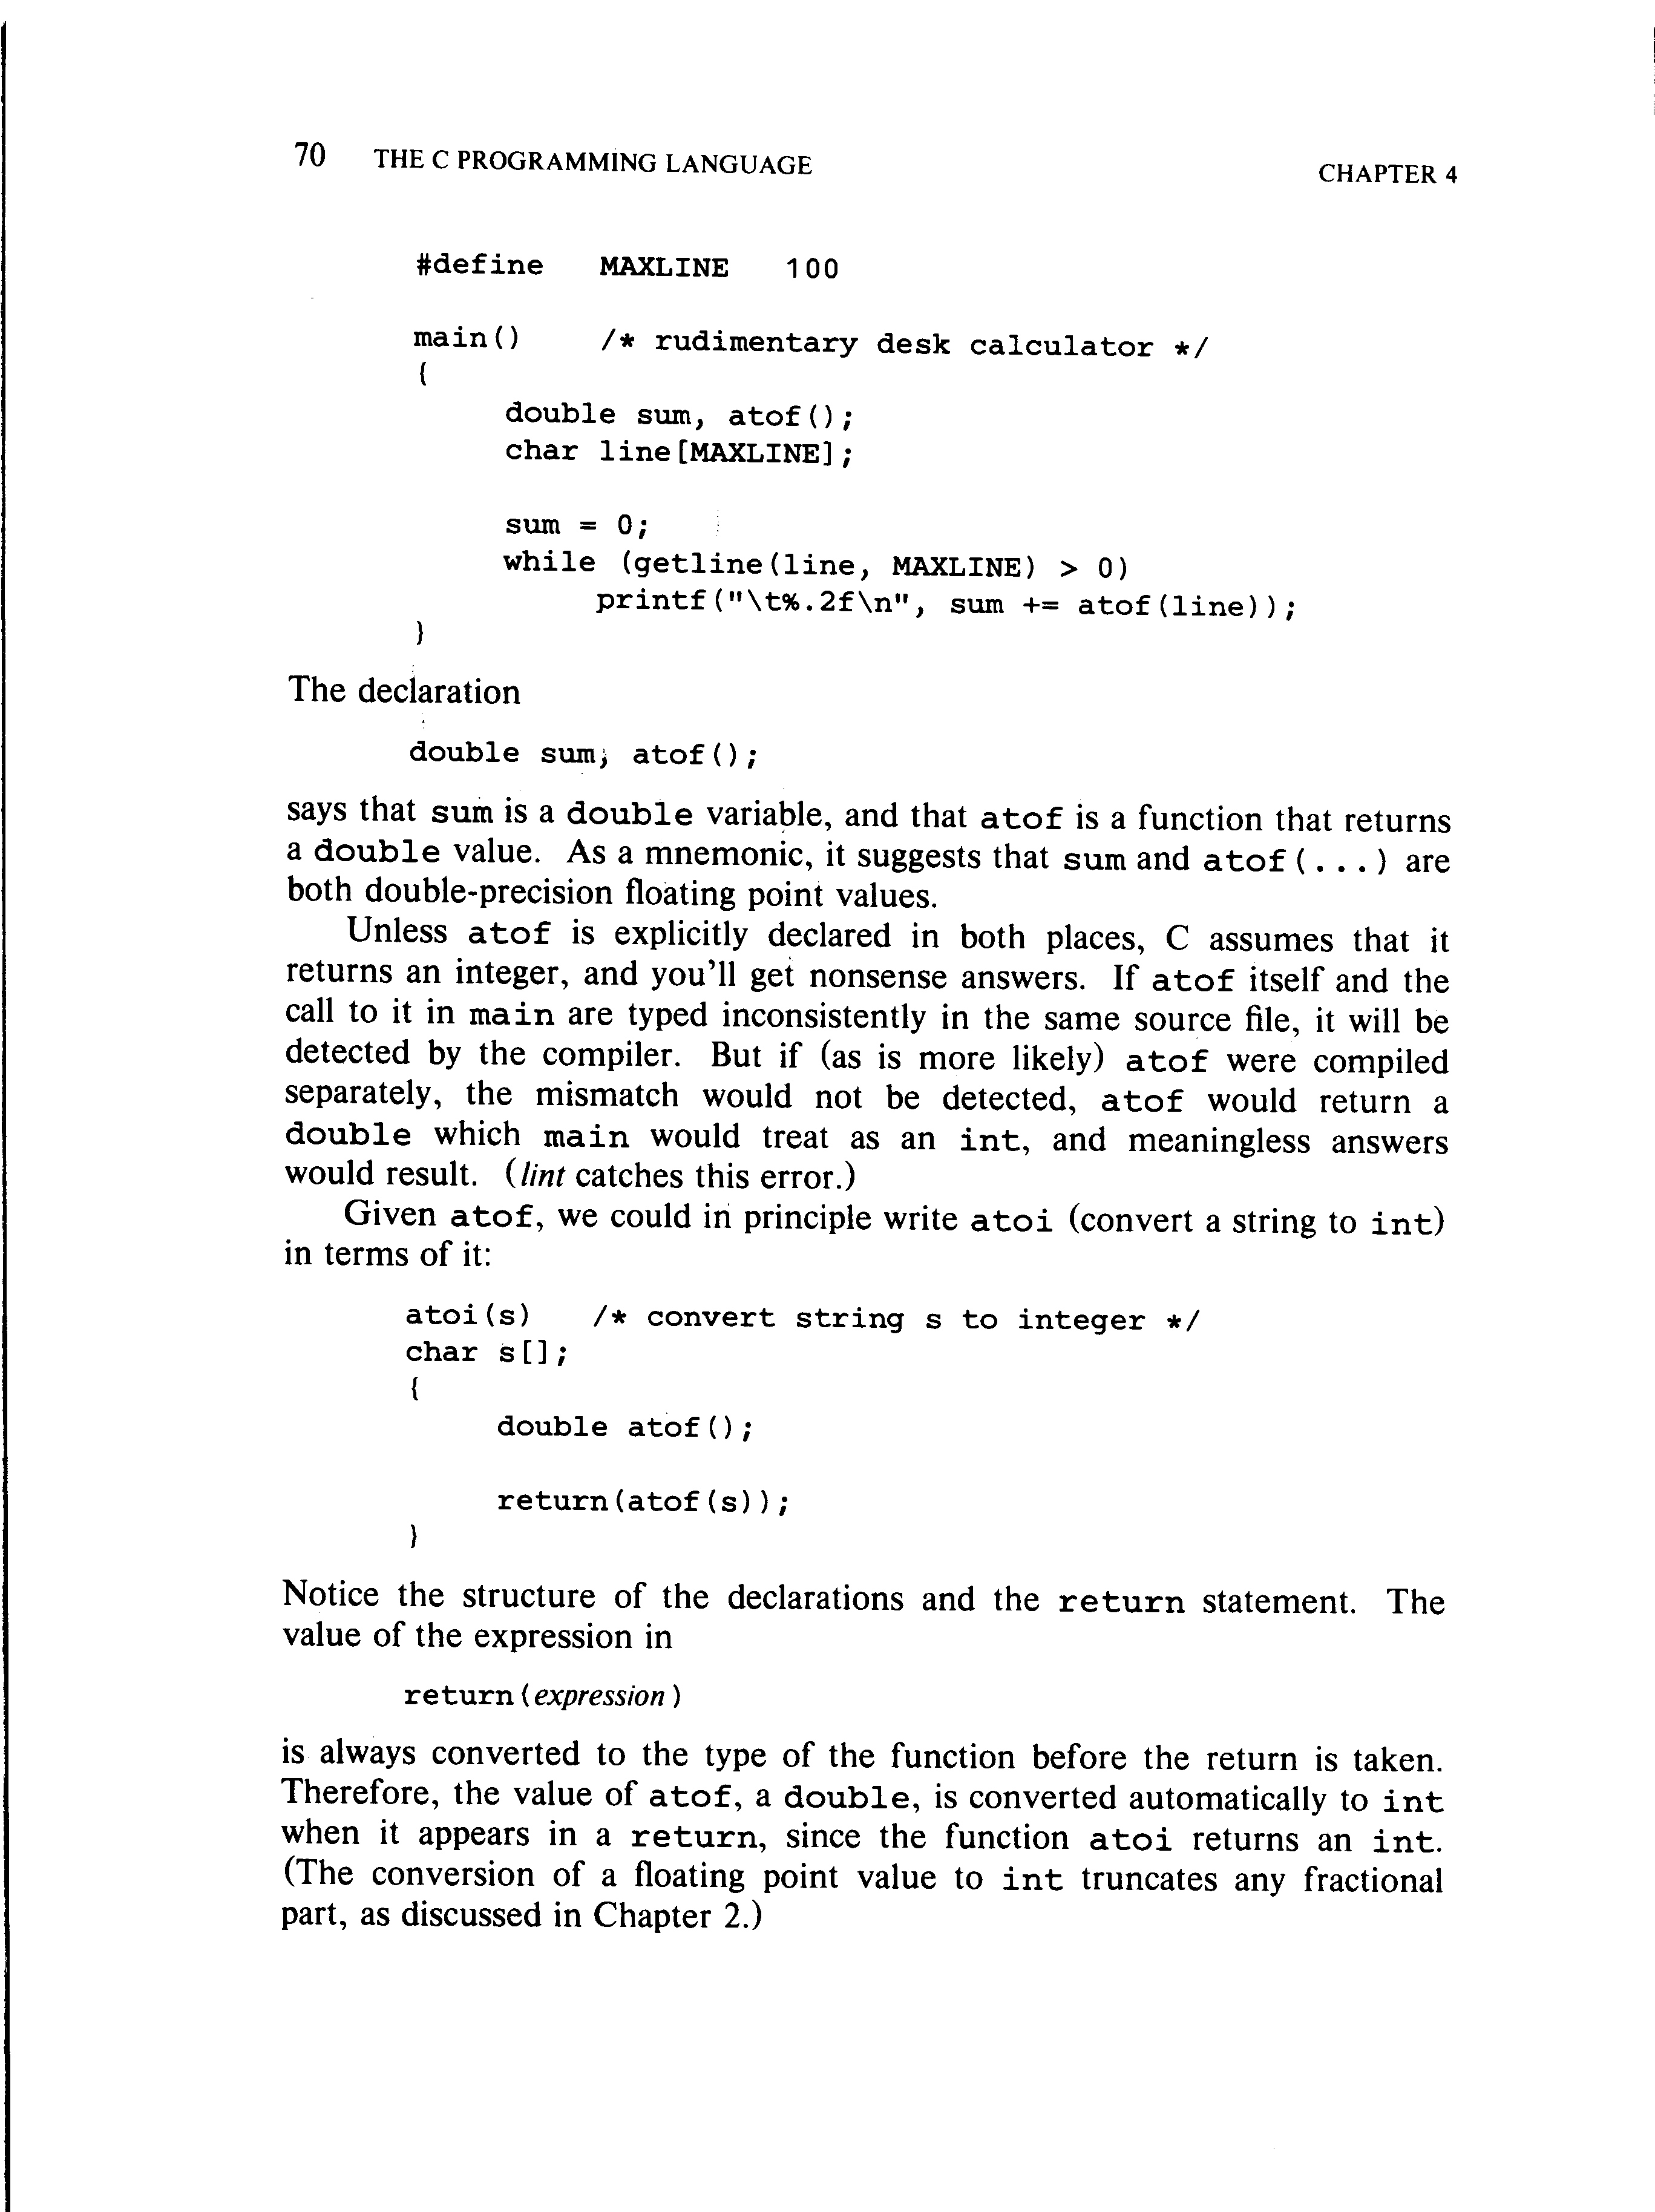 70 THE C PROGRAMMING LANGUAGE CHAPTER 4
#define MAXLINE 100
main() /* rudimentary desk calculator */
{
double sum, atof();
char line[MAXLINE];
sum = 0;
while (getline(line, MAXLINE) > 0)
printf("\t%.2f\n", sum += atof(line));
}
The declaration
double sum, atof();
says that sum is a double variable, and that atof is a function that returns
a double value. As a mnemonic, it suggests that sum and atof(...) are
both double-precision floating point values.
Unless atof is explicitly declared in both places, C assumes that it
returns an integer, and you'll get nonsense answers. If atof itself and the
call to it in main are typed inconsistently in the same source file, it will be
detected by the compiler. But if (as is more likely) atof were compiled
separately, the mismatch would not be detected, atof would return a
double which main would treat as an int, and meaningless answers
would result. (lint catches this error.)
Given atof, we could in principle write atoi (convert a string to int)
in terms of it:
atoi(s) /* convert string s to integer */
char s[];
{
double atof();
return(atof(s));
}
Notice the structure of the declarations and the return statement. The
value of the expression in
return(expression)
is always converted to the type of the function before the return is taken.
Therefore, the value of atof, a double, is converted automatically to int
when it appears in a return, since the function atoi returns an int.
(The conversion of a floating point value to int truncates any fractional
part, as discussed in Chapter 2.)